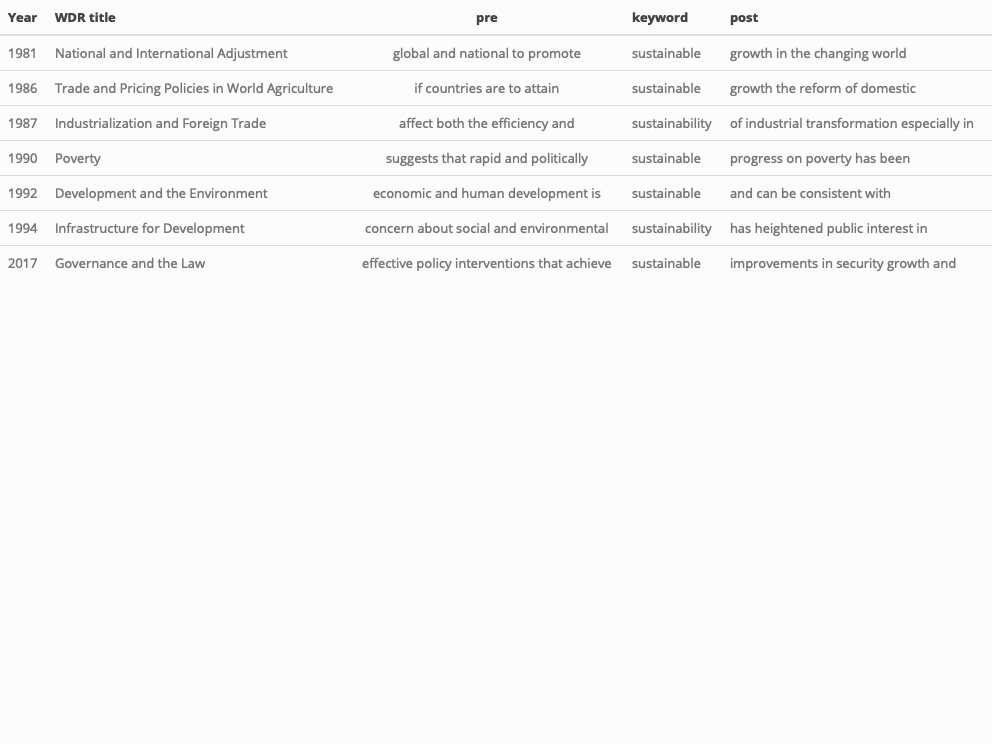 Year WDR title pre keyword post
1981 National and International Adjustment global and national to promote sustainable growth in the changing world
1986 Trade and Pricing Policies in World Agriculture if countries are to attain sustainable growth the reform of domestic
1987 Industrialization and Foreign Trade affect both the efficiency and sustainability of industrial transformation especially in
1990 Poverty suggests that rapid and politically sustainable progress on poverty has been
1992 Development and the Environment economic and human development is sustainable and can be consistent with
1994 Infrastructure for Development concern about social and environmental sustainability has heightened public interest in
2017 Governance and the Law effective policy interventions that achieve sustainable improvements in security growth and